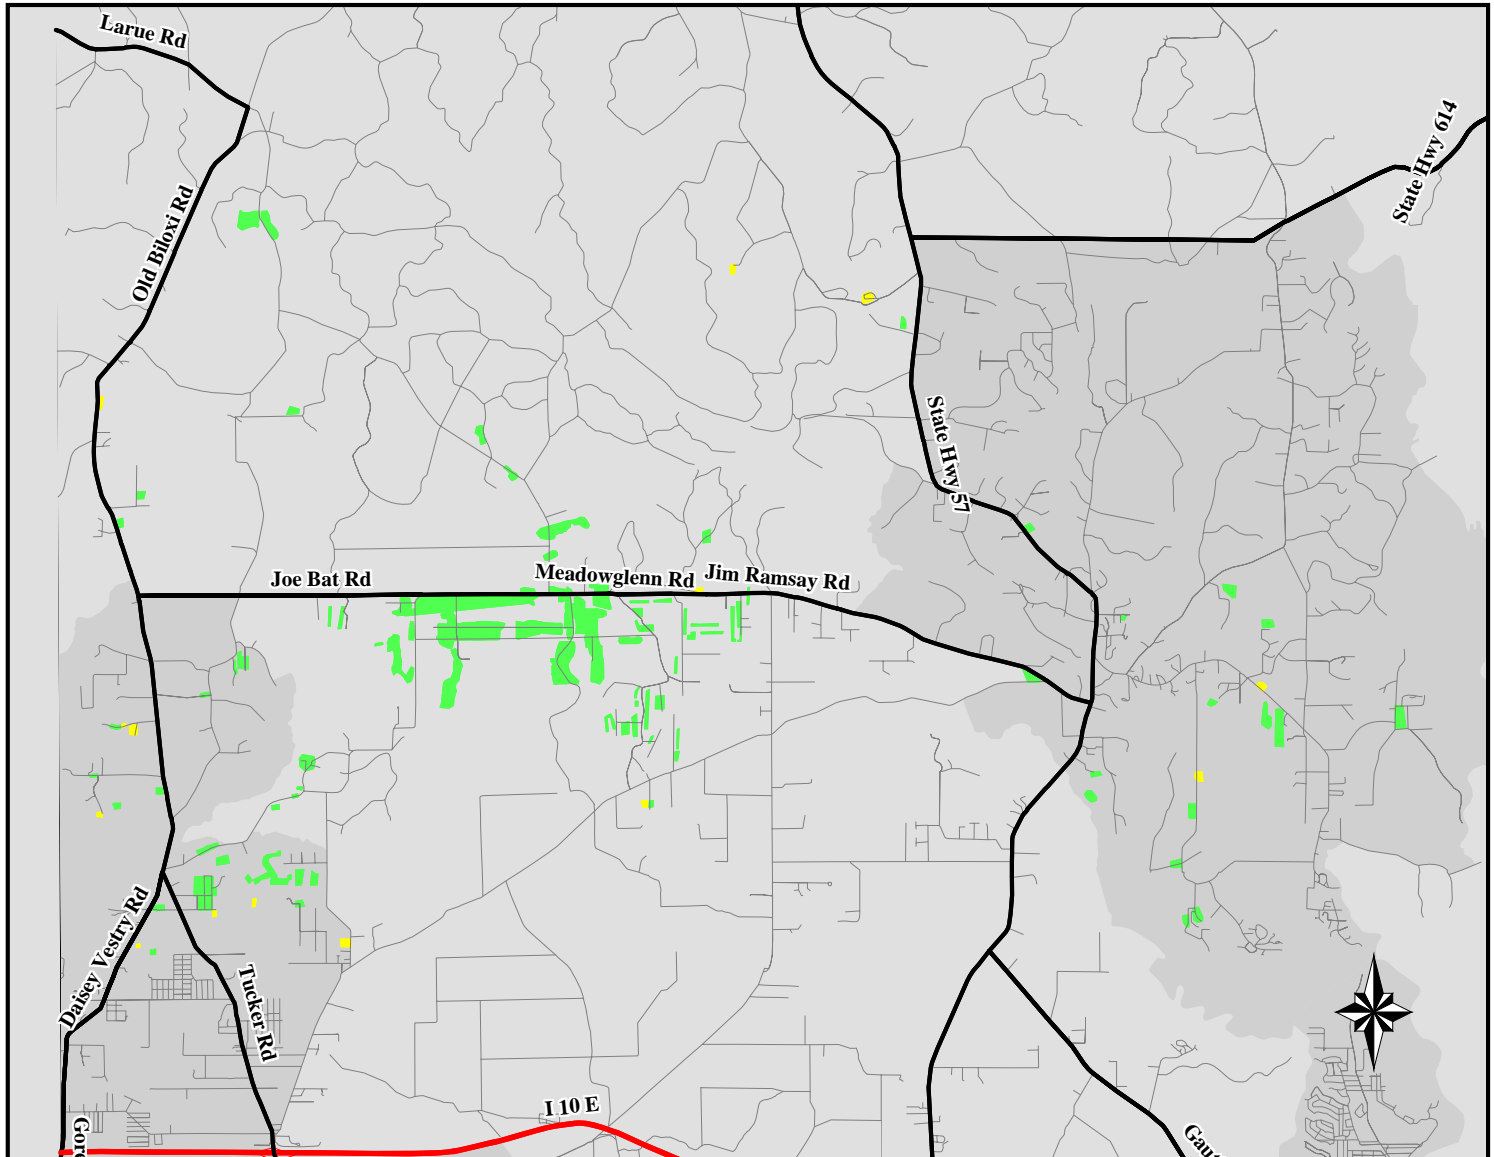 Larue Rd
State Hwy 614
Old Biloxi Rd
State Hwy 57
Joe Bat Rd
Meadowglenn Rd
Jim Ramsay Rd
Daisey Vestry Rd
Tucker Rd
I 10 E